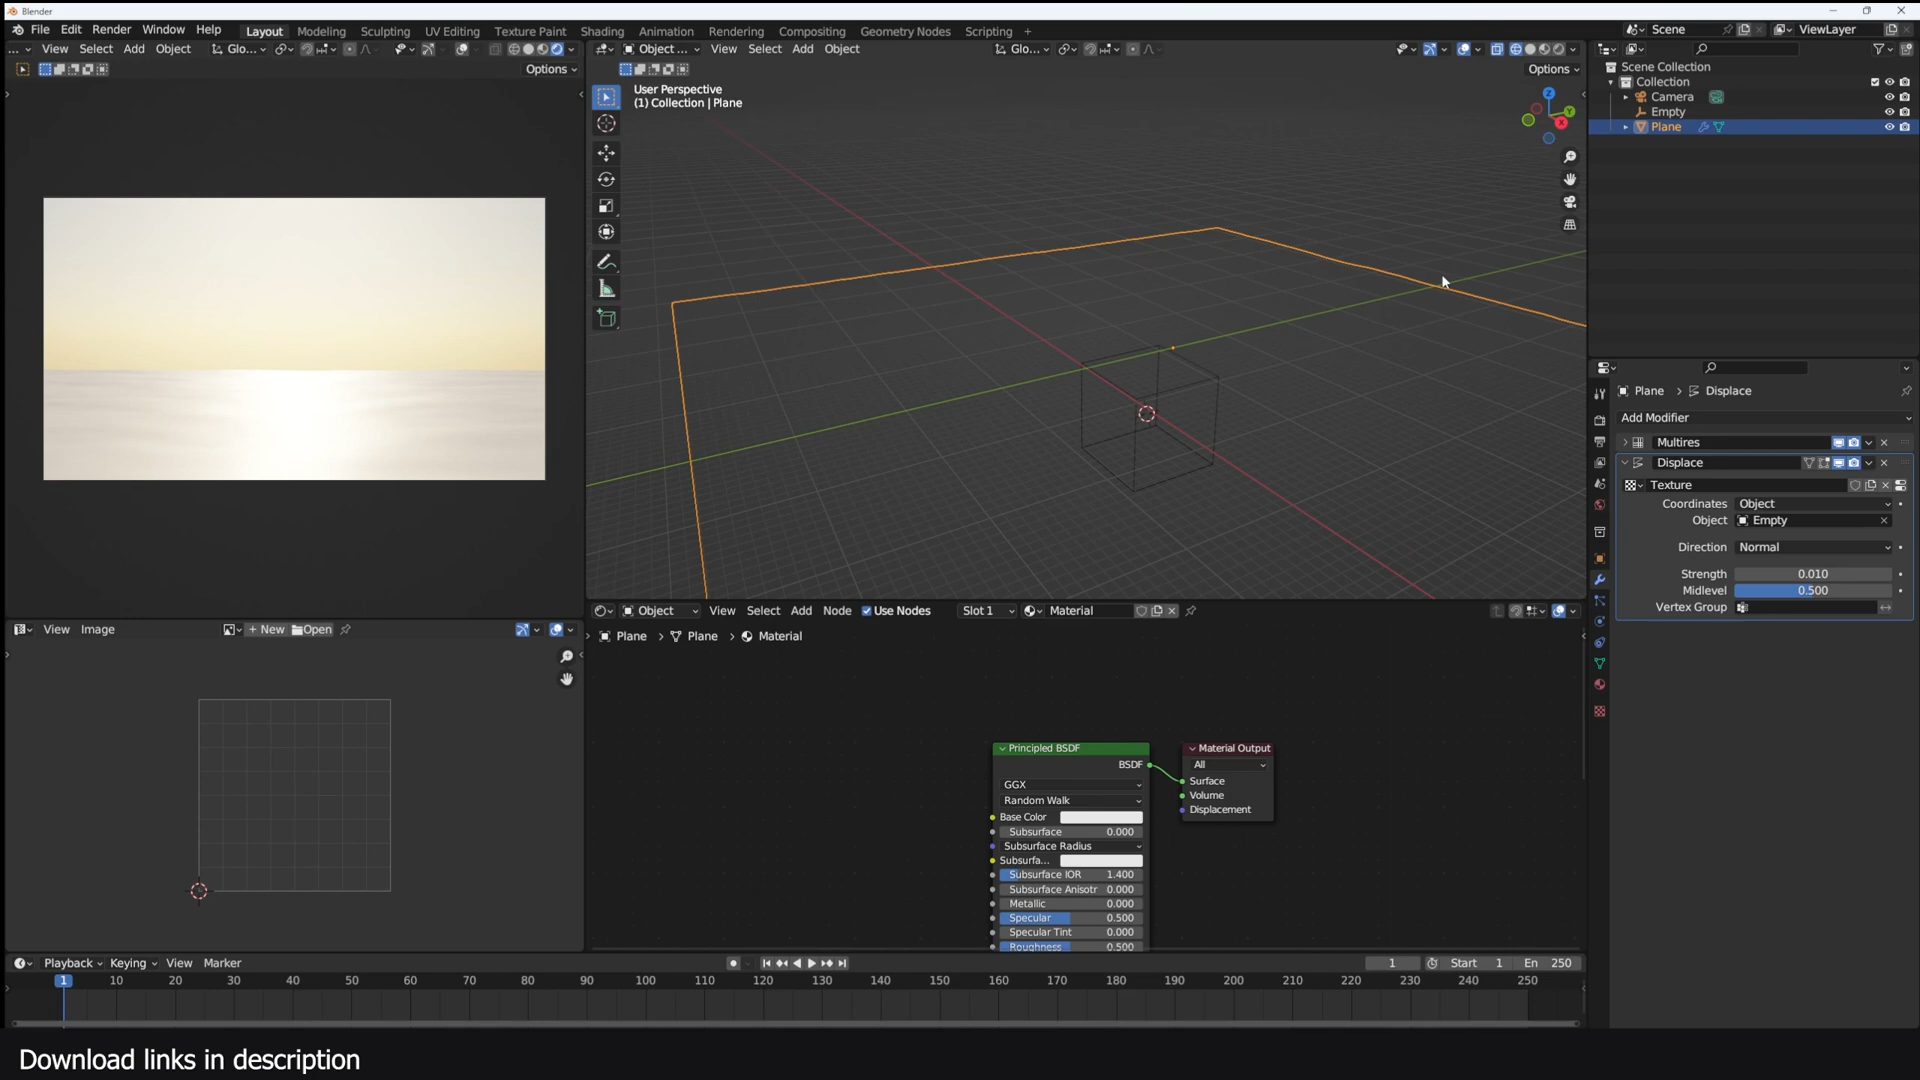 Blender
File Edit Render Window Help Layout Modeling Sculpting UV Editing Texture Paint Shading Animation Rendering Compositing Geometry Nodes Scripting +
Scene ViewLayer
... View Select Add Object Glo... Object ... View Select Add Object Glo...
Options Options
User Perspective
(1) Collection | Plane
Z
Y
X
Scene Collection
Collection
Camera
Empty
Plane
Plane > Displace
Add Modifier
Multires
Displace
Texture
Coordinates Object
Object Empty
Direction Normal
Strength 0.010
Midlevel 0.500
Vertex Group
Object View Select Add Node Use Nodes Slot 1 Material
View Image + New Open
Plane > Plane > Material
Principled BSDF
BSDF
GGX
Random Walk
Base Color
Subsurface 0.000
Subsurface Radius
Subsurfa...
Subsurface IOR 1.400
Subsurface Anisotr 0.000
Metallic 0.000
Specular 0.500
Specular Tint 0.000
Roughness 0.500
Material Output
All
Surface
Volume
Displacement
Playback Keying View Marker 1 Start 1 En 250
1 10 20 30 40 50 60 70 80 90 100 110 120 130 140 150 160 170 180 190 200 210 220 230 240 250
Download links in description